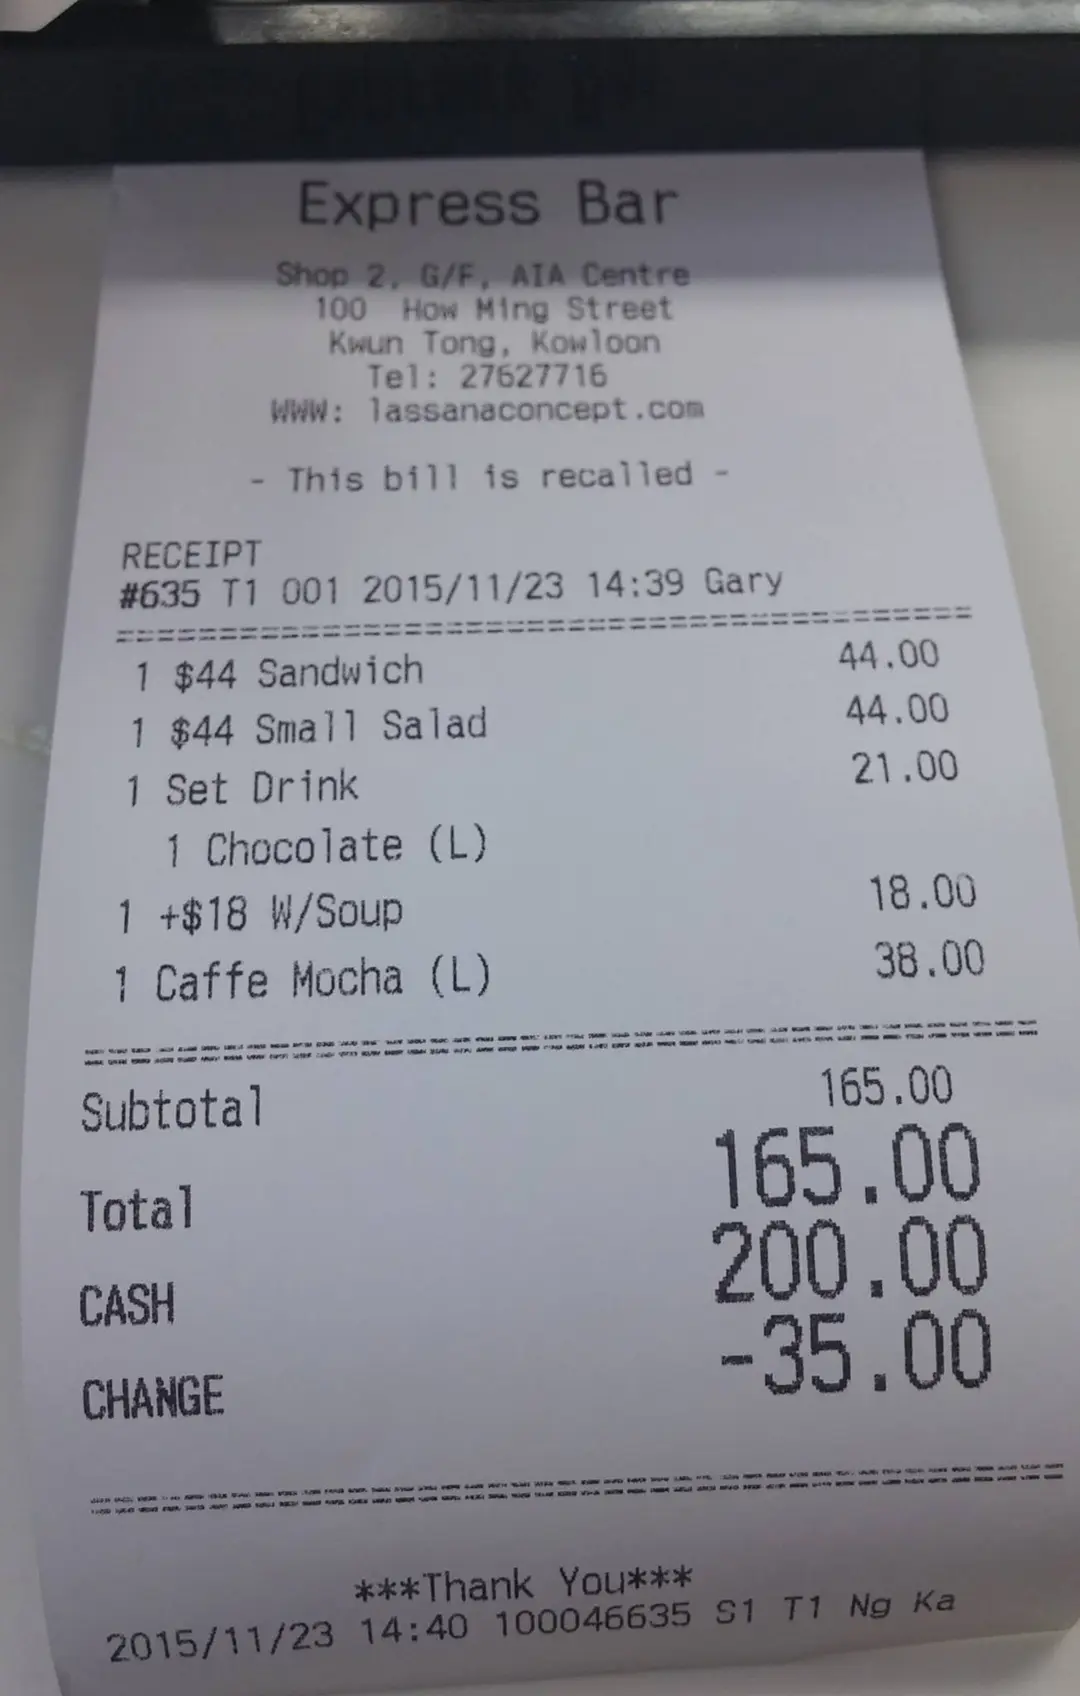 Express Bar
Shop 2, G/F, AIA Centre
100 How Ming Street
Kwun Tong, Kowloon
Tel: 27627716
WWW: lassanaconcept.com
- This bill is recalled -
RECEIPT
#635 T1 001 2015/11/23 14:39 Gary
1 $44 Sandwich 44.00
1 $44 Small Salad 44.00
1 Set Drink 21.00
1 Chocolate (L)
1 +$18 W/Soup 18.00
1 Caffe Mocha (L) 38.00
Subtotal 165.00
Total 165.00
CASH 200.00
CHANGE -35.00
***Thank You***
2015/11/23 14:40 100046635 S1 T1 Ng Ka